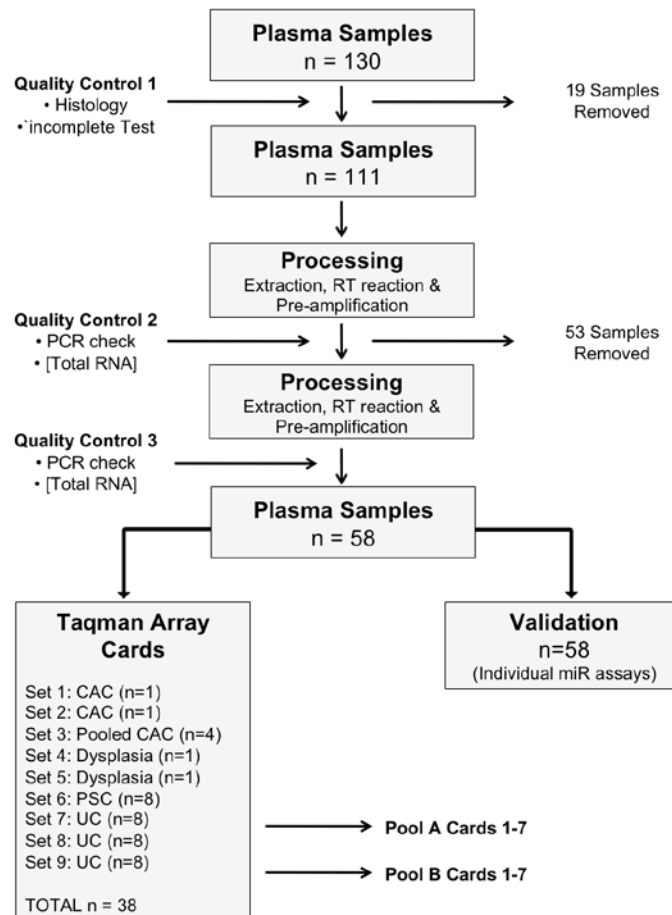 Plasma Samples
n = 130
Quality Control 1
• Histology
•`incomplete Test
19 Samples
Removed
Plasma Samples
n = 111
Processing
Extraction, RT reaction &
Pre-amplification
Quality Control 2
• PCR check
• [Total RNA]
53 Samples
Removed
Processing
Extraction, RT reaction &
Pre-amplification
Quality Control 3
• PCR check
• [Total RNA]
Plasma Samples
n = 58
Taqman Array
Cards
Set 1: CAC (n=1)
Set 2: CAC (n=1)
Set 3: Pooled CAC (n=4)
Set 4: Dysplasia (n=1)
Set 5: Dysplasia (n=1)
Set 6: PSC (n=8)
Set 7: UC (n=8)
Set 8: UC (n=8)
Set 9: UC (n=8)
TOTAL n = 38
Validation
n=58
(Individual miR assays)
Pool A Cards 1-7
Pool B Cards 1-7